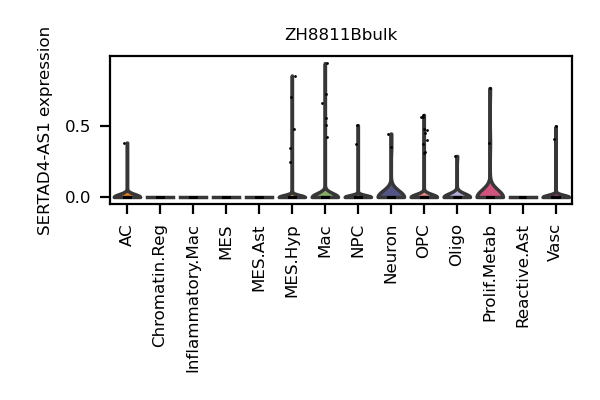 ZH8811Bbulk
SERTAD4-AS1 expression
0.5
0.0
AC
Chromatin.Reg
Inflammatory.Mac
MES
MES.Ast
MES.Hyp
Mac
NPC
Neuron
OPC
Oligo
Prolif.Metab
Reactive.Ast
Vasc